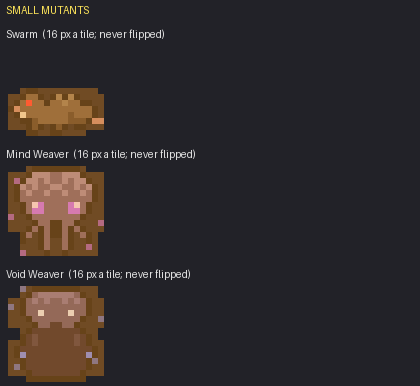 SMALL MUTANTS
Swarm (16 px a tile; never flipped)
Mind Weaver (16 px a tile; never flipped)
Void Weaver (16 px a tile; never flipped)